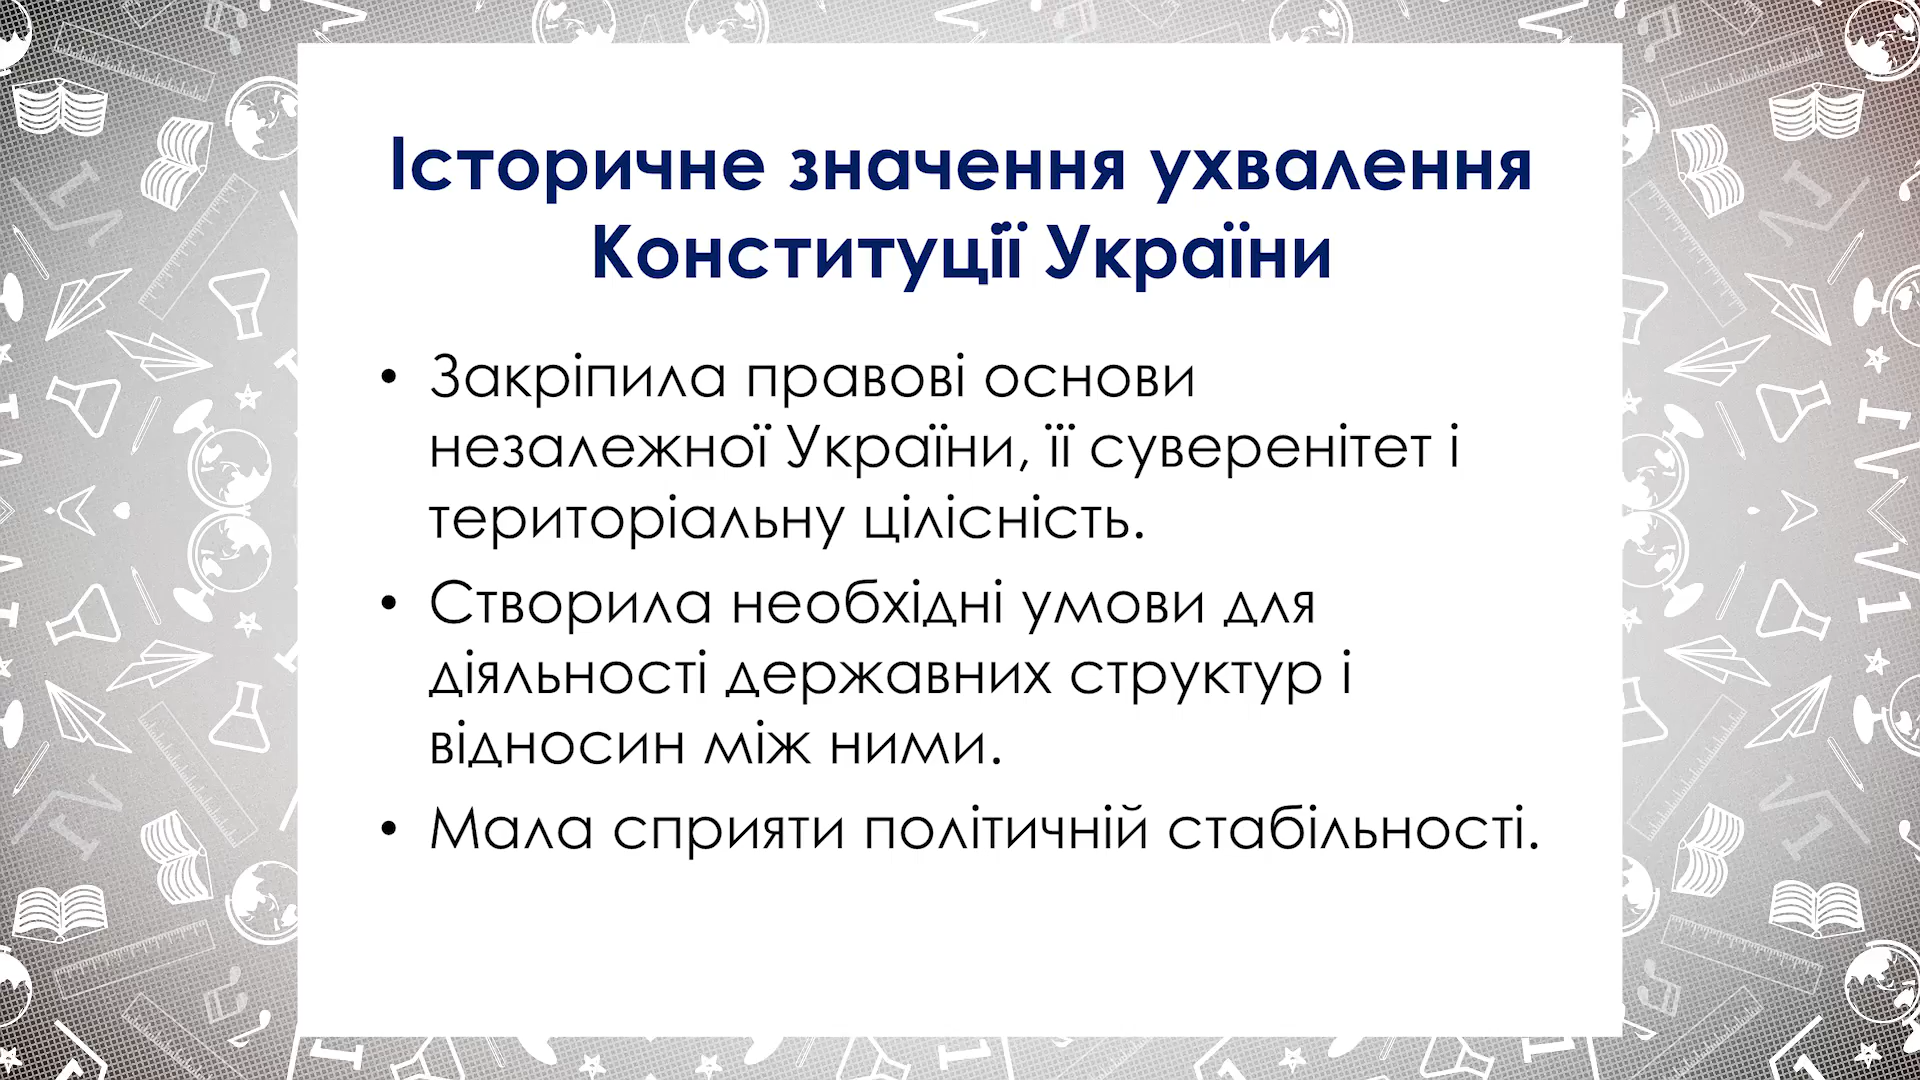 Історичне значення ухвалення
Конституції України
• Закріпила правові основи
незалежної України, її суверенітет і
територіальну цілісність.
• Створила необхідні умови для
діяльності державних структур і
відносин між ними.
• Мала сприяти політичній стабільності.